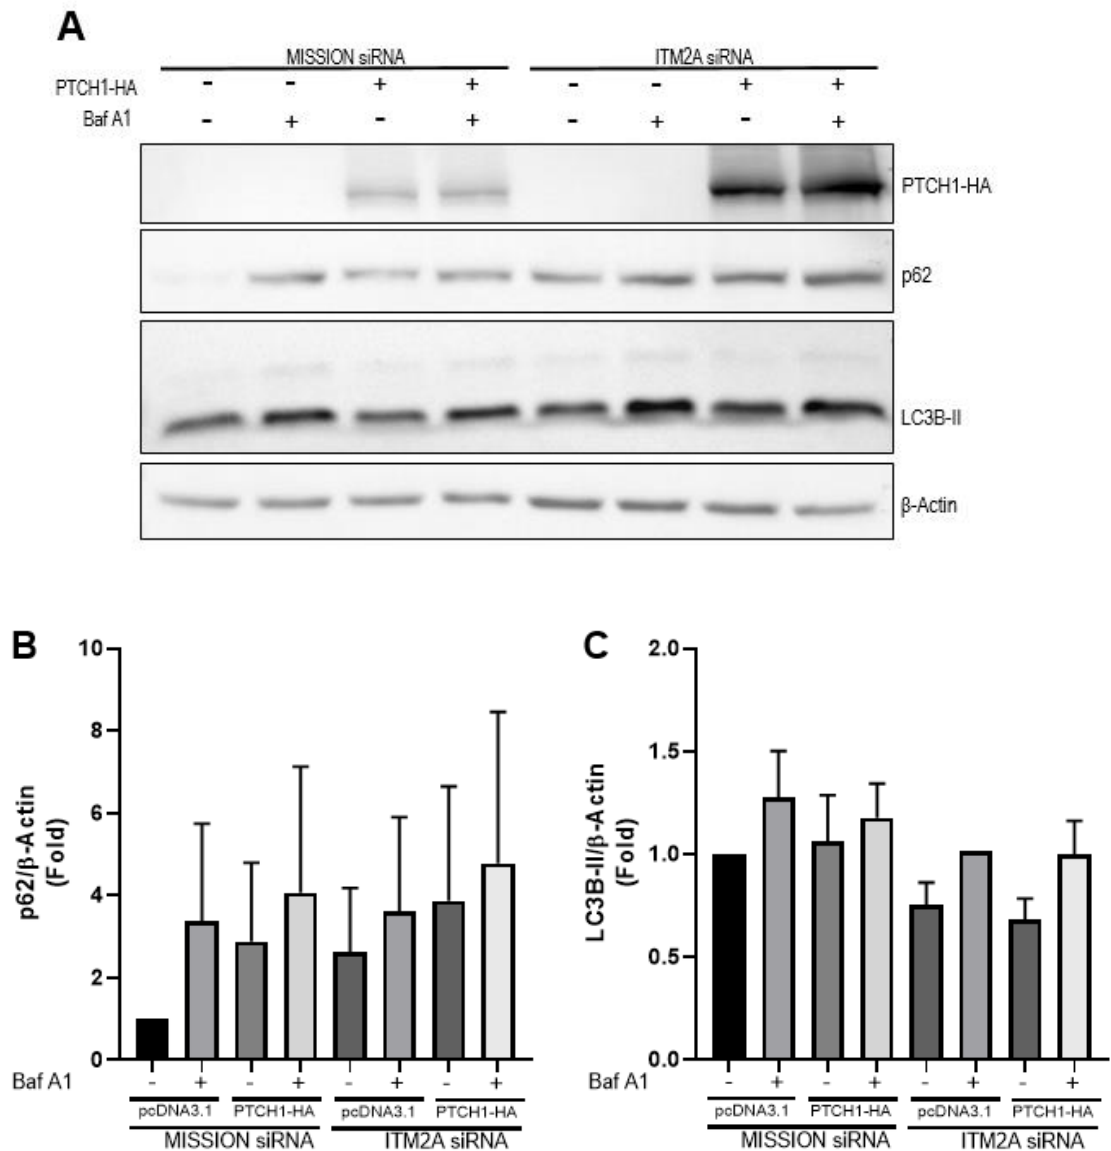 A
MISSION siRNA ITM2A siRNA
PTCH1-HA - - + + - - + +
Baf A1 - + - + - + - +
PTCH1-HA
p62
LC3B-II
β-Actin
B
10
8
6
4
2
0
p62/β-Actin
(Fold)
Baf A1 - + - + - + - +
pcDNA3.1 PTCH1-HA pcDNA3.1 PTCH1-HA
MISSION siRNA ITM2A siRNA
C
2.0
1.5
1.0
0.5
0.0
LC3B-II/β-Actin
(Fold)
Baf A1 - + - + - + - +
pcDNA3.1 PTCH1-HA pcDNA3.1 PTCH1-HA
MISSION siRNA ITM2A siRNA